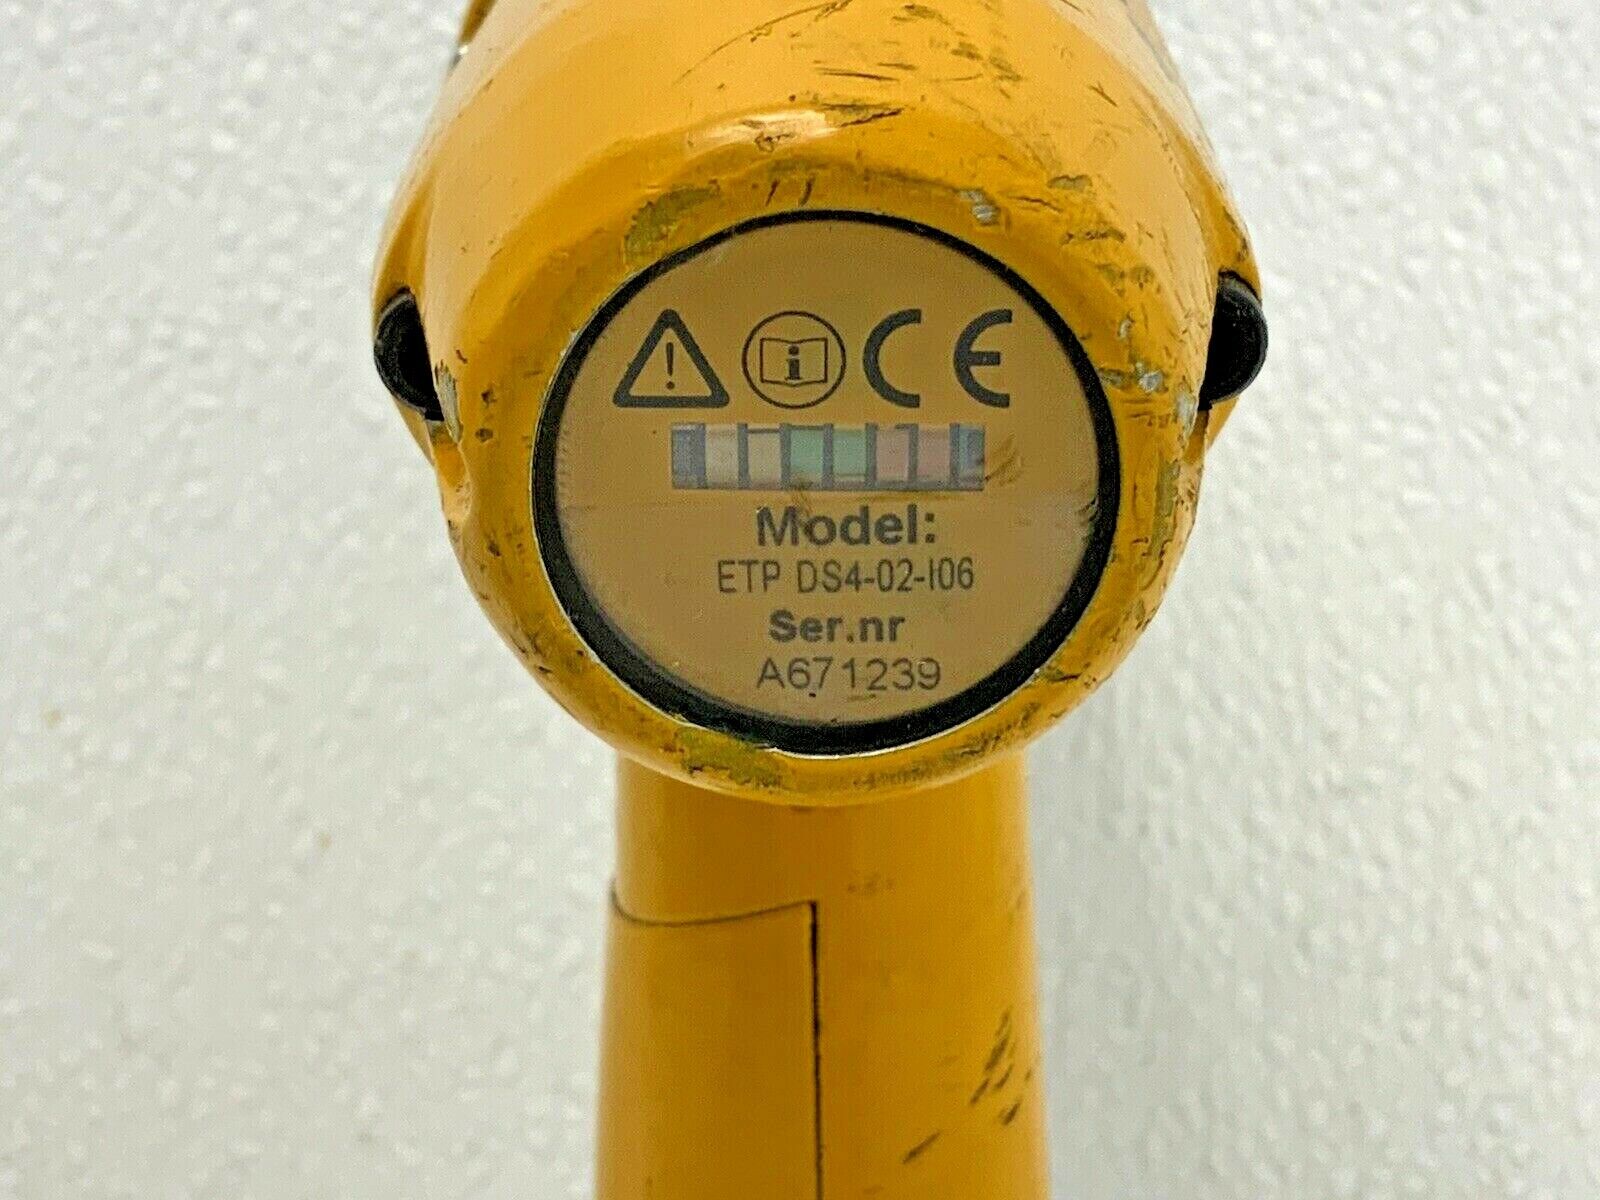 CE
Model:
ETP DS4-02-I06
Ser.nr
A671239